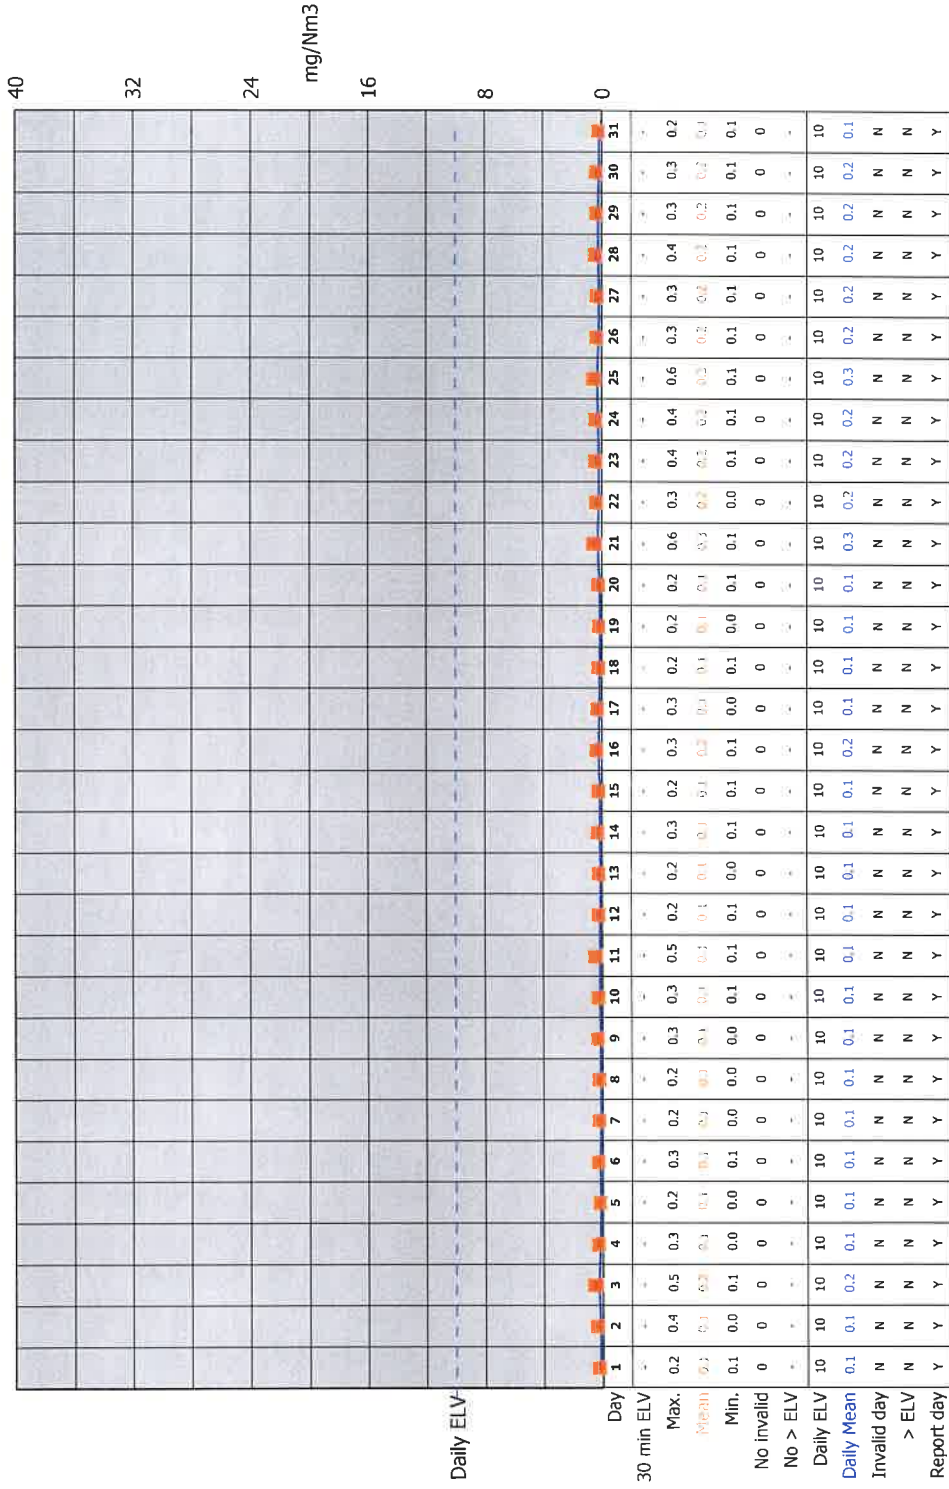 40
32
24
mg/Nm3
16
8
0
Daily ELV
Day 1 2 3 4 5 6 7 8 9 10 11 12 13 14 15 16 17 18 19 20 21 22 23 24 25 26 27 28 29 30 31
30 min ELV
Max. 0.2 0.4 0.5 0.3 0.2 0.3 0.2 0.2 0.3 0.3 0.5 0.2 0.2 0.3 0.2 0.3 0.3 0.2 0.2 0.2 0.6 0.3 0.4 0.4 0.6 0.3 0.3 0.4 0.3 0.3 0.2
Mean
Min. 0.1 0.0 0.1 0.0 0.0 0.1 0.0 0.0 0.0 0.1 0.1 0.1 0.0 0.1 0.1 0.1 0.0 0.1 0.0 0.1 0.1 0.0 0.1 0.1 0.1 0.1 0.1 0.1 0.1 0.1 0.1
No invalid 0 0 0 0 0 0 0 0 0 0 0 0 0 0 0 0 0 0 0 0 0 0 0 0 0 0 0 0 0 0 0
No > ELV
Daily ELV 10 10 10 10 10 10 10 10 10 10 10 10 10 10 10 10 10 10 10 10 10 10 10 10 10 10 10 10 10 10 10
Daily Mean 0.1 0.1 0.2 0.1 0.1 0.1 0.1 0.1 0.1 0.1 0.1 0.1 0.1 0.1 0.1 0.2 0.1 0.1 0.1 0.1 0.3 0.2 0.2 0.2 0.3 0.2 0.2 0.2 0.2 0.2 0.1
Invalid day N N N N N N N N N N N N N N N N N N N N N N N N N N N N N N N
> ELV N N N N N N N N N N N N N N N N N N N N N N N N N N N N N N N
Report day Y Y Y Y Y Y Y Y Y Y Y Y Y Y Y Y Y Y Y Y Y Y Y Y Y Y Y Y Y Y Y